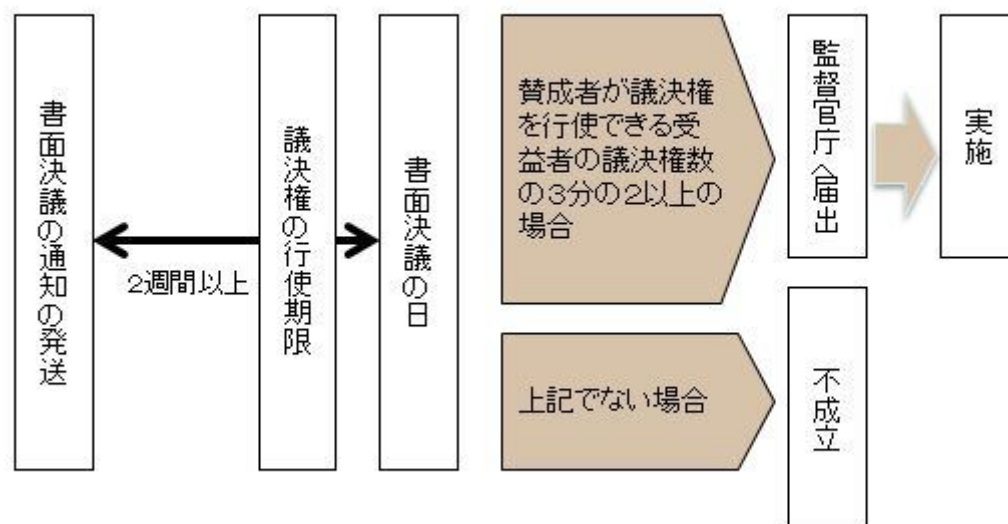 書面決議の通知の発送
2週間以上
議決権の行使期限
書面決議の日
賛成者が議決権
を行使できる受
益者の議決権数
の3分の2以上の
場合
監督官庁へ届出
実施
上記でない場合
不成立